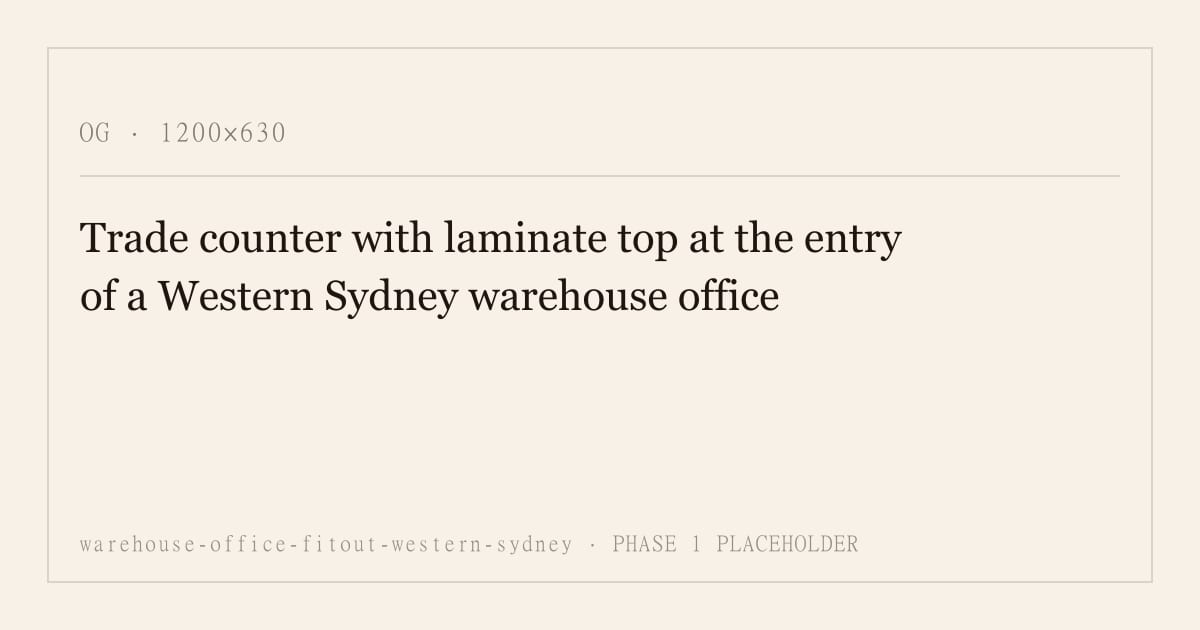 OG · 1200×630
Trade counter with laminate top at the entry
of a Western Sydney warehouse office
warehouse-office-fitout-western-sydney · PHASE 1 PLACEHOLDER